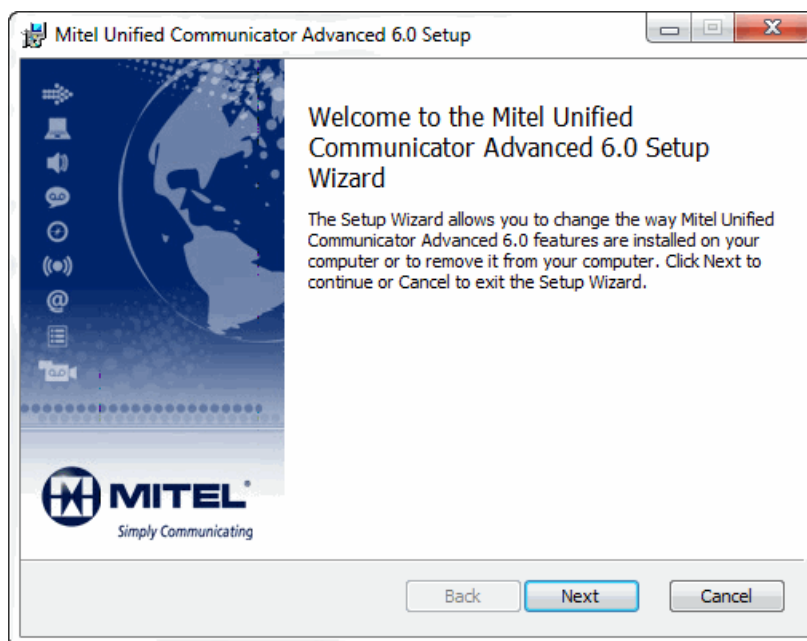 Mitel Unified Communicator Advanced 6.0 Setup
Welcome to the Mitel Unified
Communicator Advanced 6.0 Setup
Wizard
The Setup Wizard allows you to change the way Mitel Unified
Communicator Advanced 6.0 features are installed on your
computer or to remove it from your computer. Click Next to
continue or Cancel to exit the Setup Wizard.
MITEL
Simply Communicating
Back
Next
Cancel